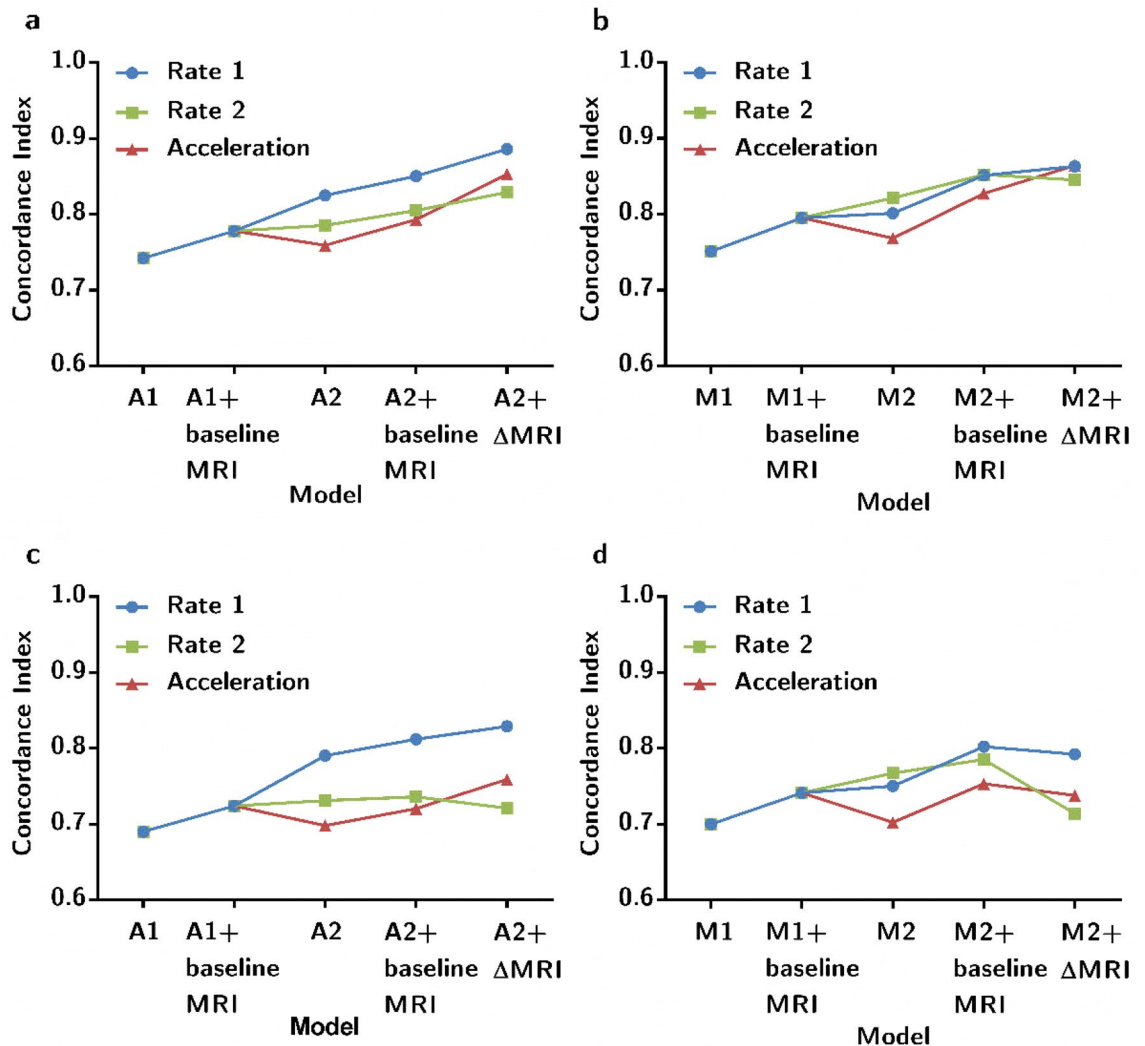 a
1.0
0.9
0.8
0.7
0.6
Concordance Index
Rate 1
Rate 2
Acceleration
A1 A1+ A2 A2+ A2+
baseline baseline ΔMRI
MRI MRI
Model
b
1.0
0.9
0.8
0.7
0.6
Concordance Index
Rate 1
Rate 2
Acceleration
M1 M1+ M2 M2+ M2+
baseline baseline ΔMRI
MRI MRI
Model
c
1.0
0.9
0.8
0.7
0.6
Concordance Index
Rate 1
Rate 2
Acceleration
A1 A1+ A2 A2+ A2+
baseline baseline ΔMRI
MRI MRI
Model
d
1.0
0.9
0.8
0.7
0.6
Concordance Index
Rate 1
Rate 2
Acceleration
M1 M1+ M2 M2+ M2+
baseline baseline ΔMRI
MRI MRI
Model